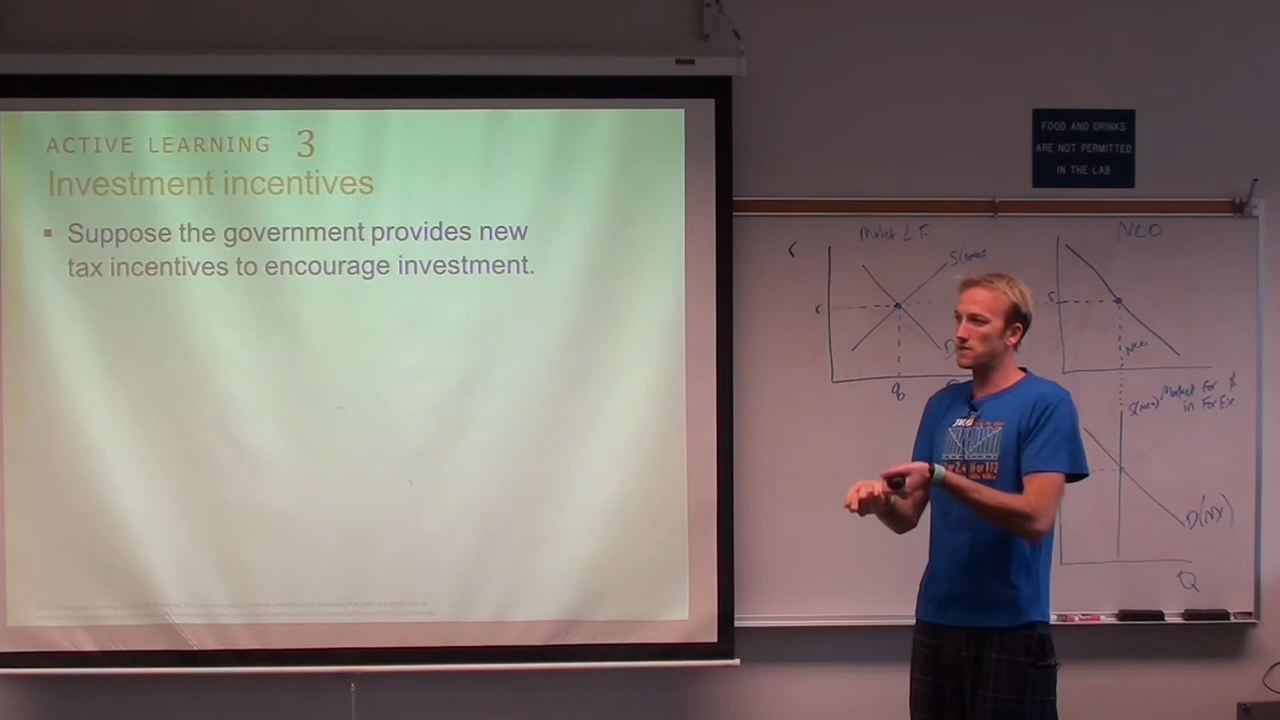 ACTIVE LEARNING 3
Investment incentives
Suppose the government provides new
tax incentives to encourage investment.
FOOD AND DRINKS
ARE NOT PERMITTED
IN THE LAB
Market LF
NCO
r
r
q
D
NCO
S(NCO) Market for $
in ForEx
D(NX)
Q